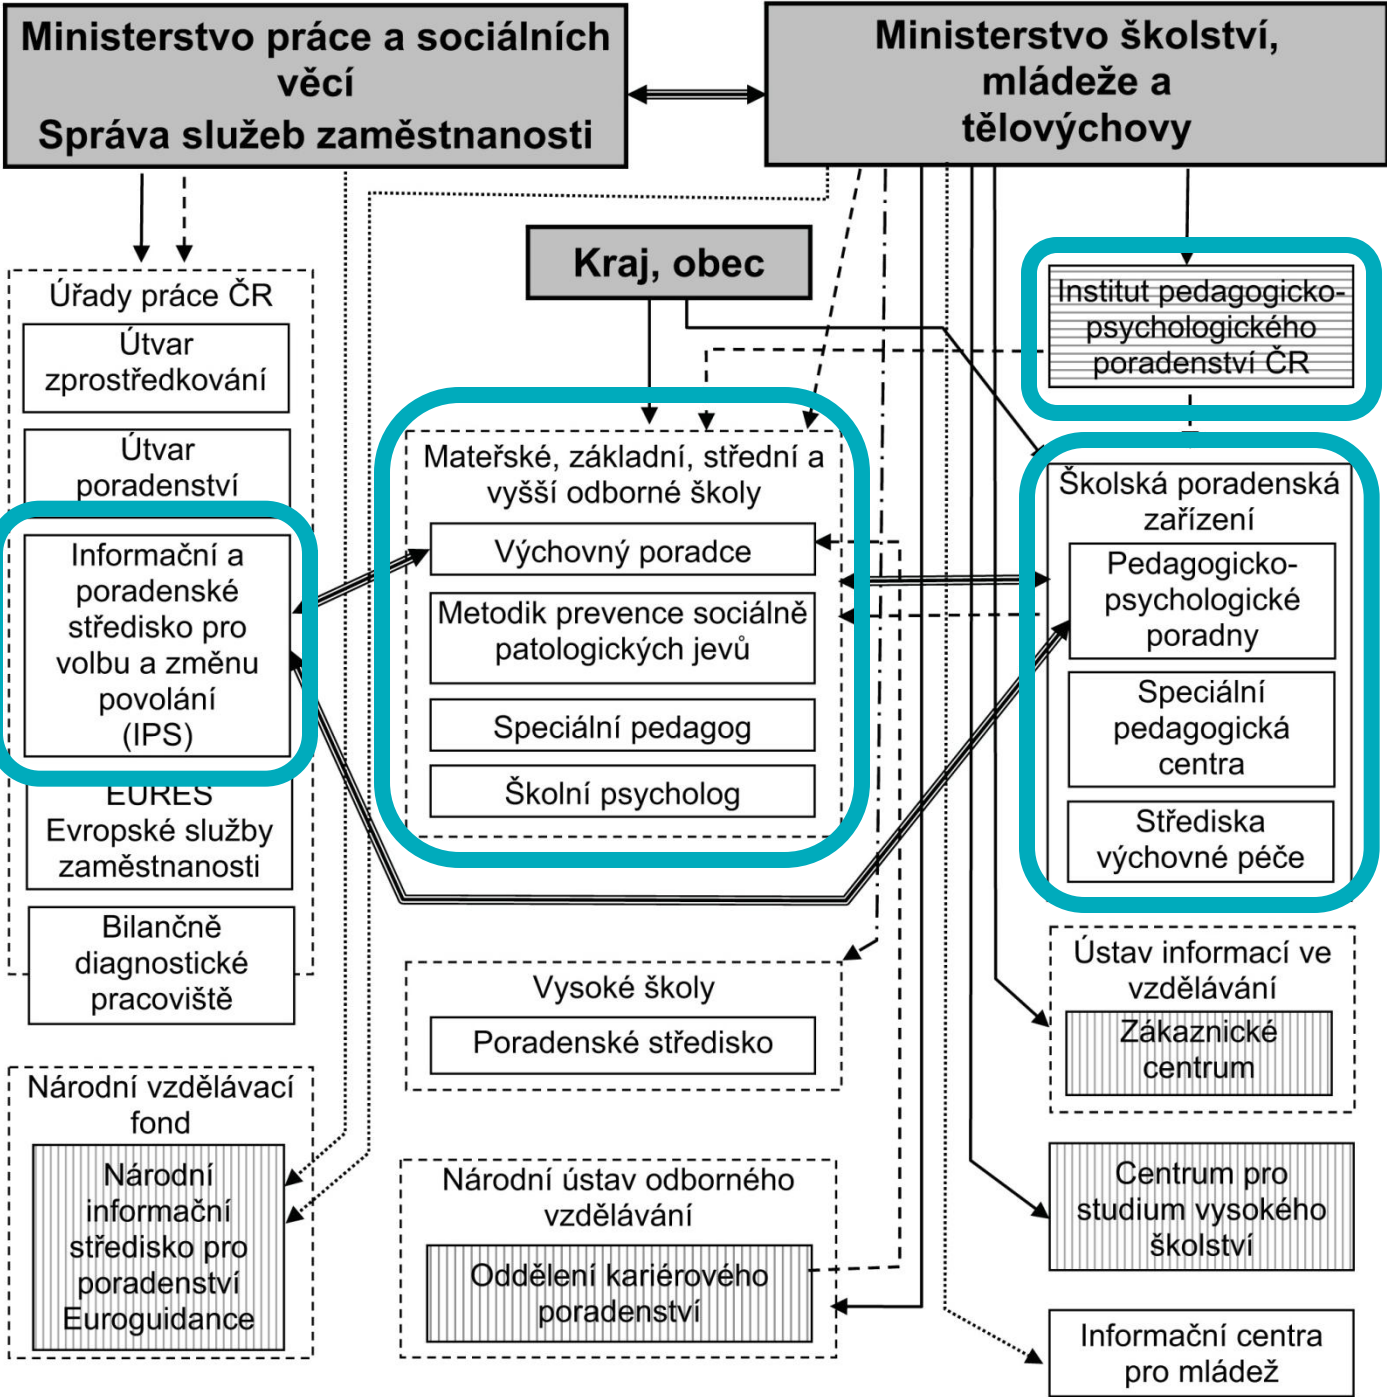 Ministerstvo práce a sociálních
věcí
Správa služeb zaměstnanosti
Ministerstvo školství,
mládeže a
tělovýchovy
Kraj, obec
Úřady práce ČR
Útvar
zprostředkování
Útvar
poradenství
Informační a
poradenské
středisko pro
volbu a změnu
povolání
(IPS)
EURES
Evropské služby
zaměstnanosti
Bilančně
diagnostické
pracoviště
Národní vzdělávací
fond
Národní
informační
středisko pro
poradenství
Euroguidance
Mateřské, základní, střední a
vyšší odborné školy
Výchovný poradce
Metodik prevence sociálně
patologických jevů
Speciální pedagog
Školní psycholog
Vysoké školy
Poradenské středisko
Národní ústav odborného
vzdělávání
Oddělení kariérového
poradenství
Institut pedagogicko-
psychologického
poradenství ČR
Školská poradenská
zařízení
Pedagogicko-
psychologické
poradny
Speciální
pedagogická
centra
Střediska
výchovné péče
Ústav informací ve
vzdělávání
Zákaznické
centrum
Centrum pro
studium vysokého
školství
Informační centra
pro mládež